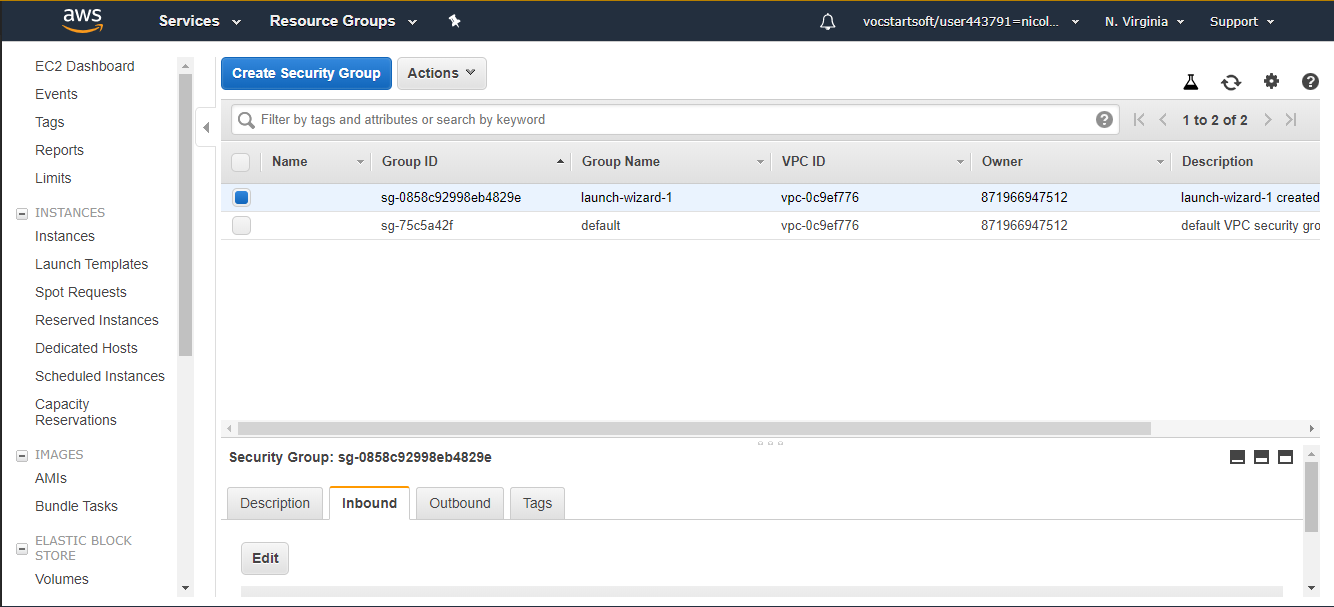 aws Services Resource Groups vocstartsoft/user443791=nicol... N. Virginia Support
EC2 Dashboard
Events
Tags
Reports
Limits
INSTANCES
Instances
Launch Templates
Spot Requests
Reserved Instances
Dedicated Hosts
Scheduled Instances
Capacity
Reservations
IMAGES
AMIs
Bundle Tasks
ELASTIC BLOCK
STORE
Volumes
Create Security Group Actions
Filter by tags and attributes or search by keyword ? 1 to 2 of 2
Name Group ID Group Name VPC ID Owner Description
sg-0858c92998eb4829e launch-wizard-1 vpc-0c9ef776 871966947512 launch-wizard-1 created
sg-75c5a42f default vpc-0c9ef776 871966947512 default VPC security gro
Security Group: sg-0858c92998eb4829e
Description Inbound Outbound Tags
Edit